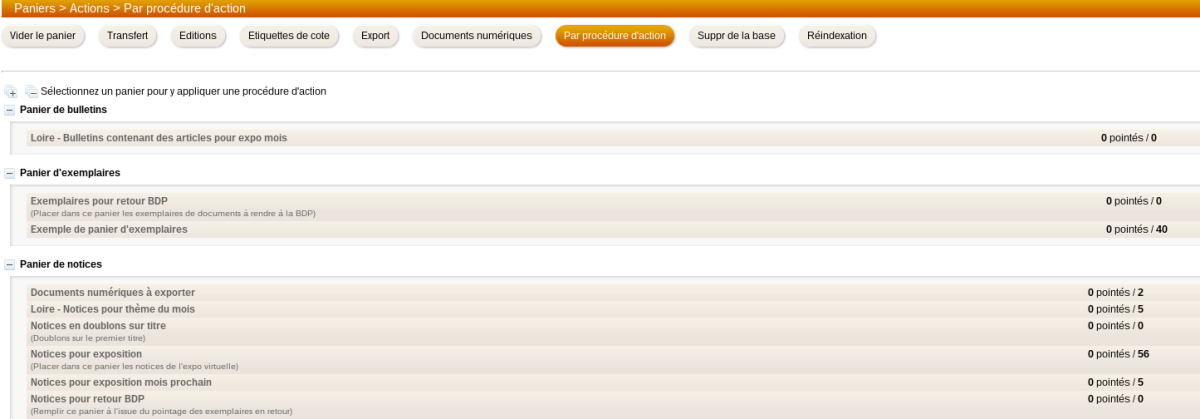 Paniers > Actions > Par procédure d'action
Vider le panier Transfert Editions Etiquettes de cote Export Documents numériques Par procédure d'action Suppr de la base Réindexation
Sélectionnez un panier pour y appliquer une procédure d'action
Panier de bulletins
Loire - Bulletins contenant des articles pour expo mois 0 pointés / 0
Panier d'exemplaires
Exemplaires pour retour BDP 0 pointés / 0
(Placer dans ce panier les exemplaires de documents á rendre á la BDP)
Exemple de panier d'exemplaires 0 pointés / 40
Panier de notices
Documents numériques à exporter 0 pointés / 2
Loire - Notices pour thème du mois 0 pointés / 5
Notices en doublons sur titre 0 pointés / 0
(Doublons sur le premier titre)
Notices pour exposition 0 pointés / 56
(Placer dans ce panier les notices de l'expo virtuelle)
Notices pour exposition mois prochain 0 pointés / 5
Notices pour retour BDP 0 pointés / 0
(Remplir ce panier á l'issue du pointage des exemplaires en retour)